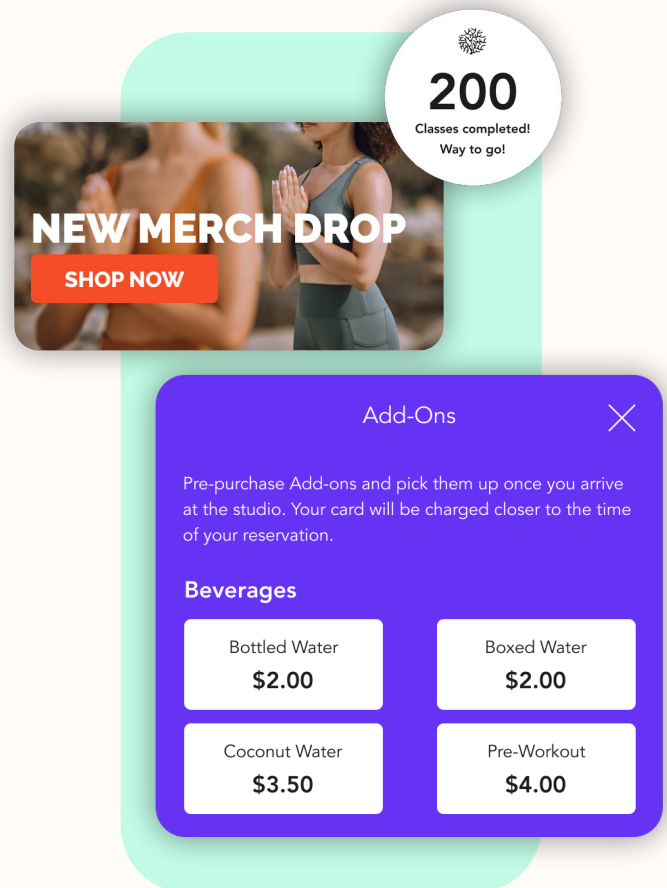 200
Classes completed!
Way to go!
NEW MERCH DROP
SHOP NOW
Add-Ons
Pre-purchase Add-ons and pick them up once you arrive
at the studio. Your card will be charged closer to the time
of your reservation.
Beverages
Bottled Water
$2.00
Boxed Water
$2.00
Coconut Water
$3.50
Pre-Workout
$4.00